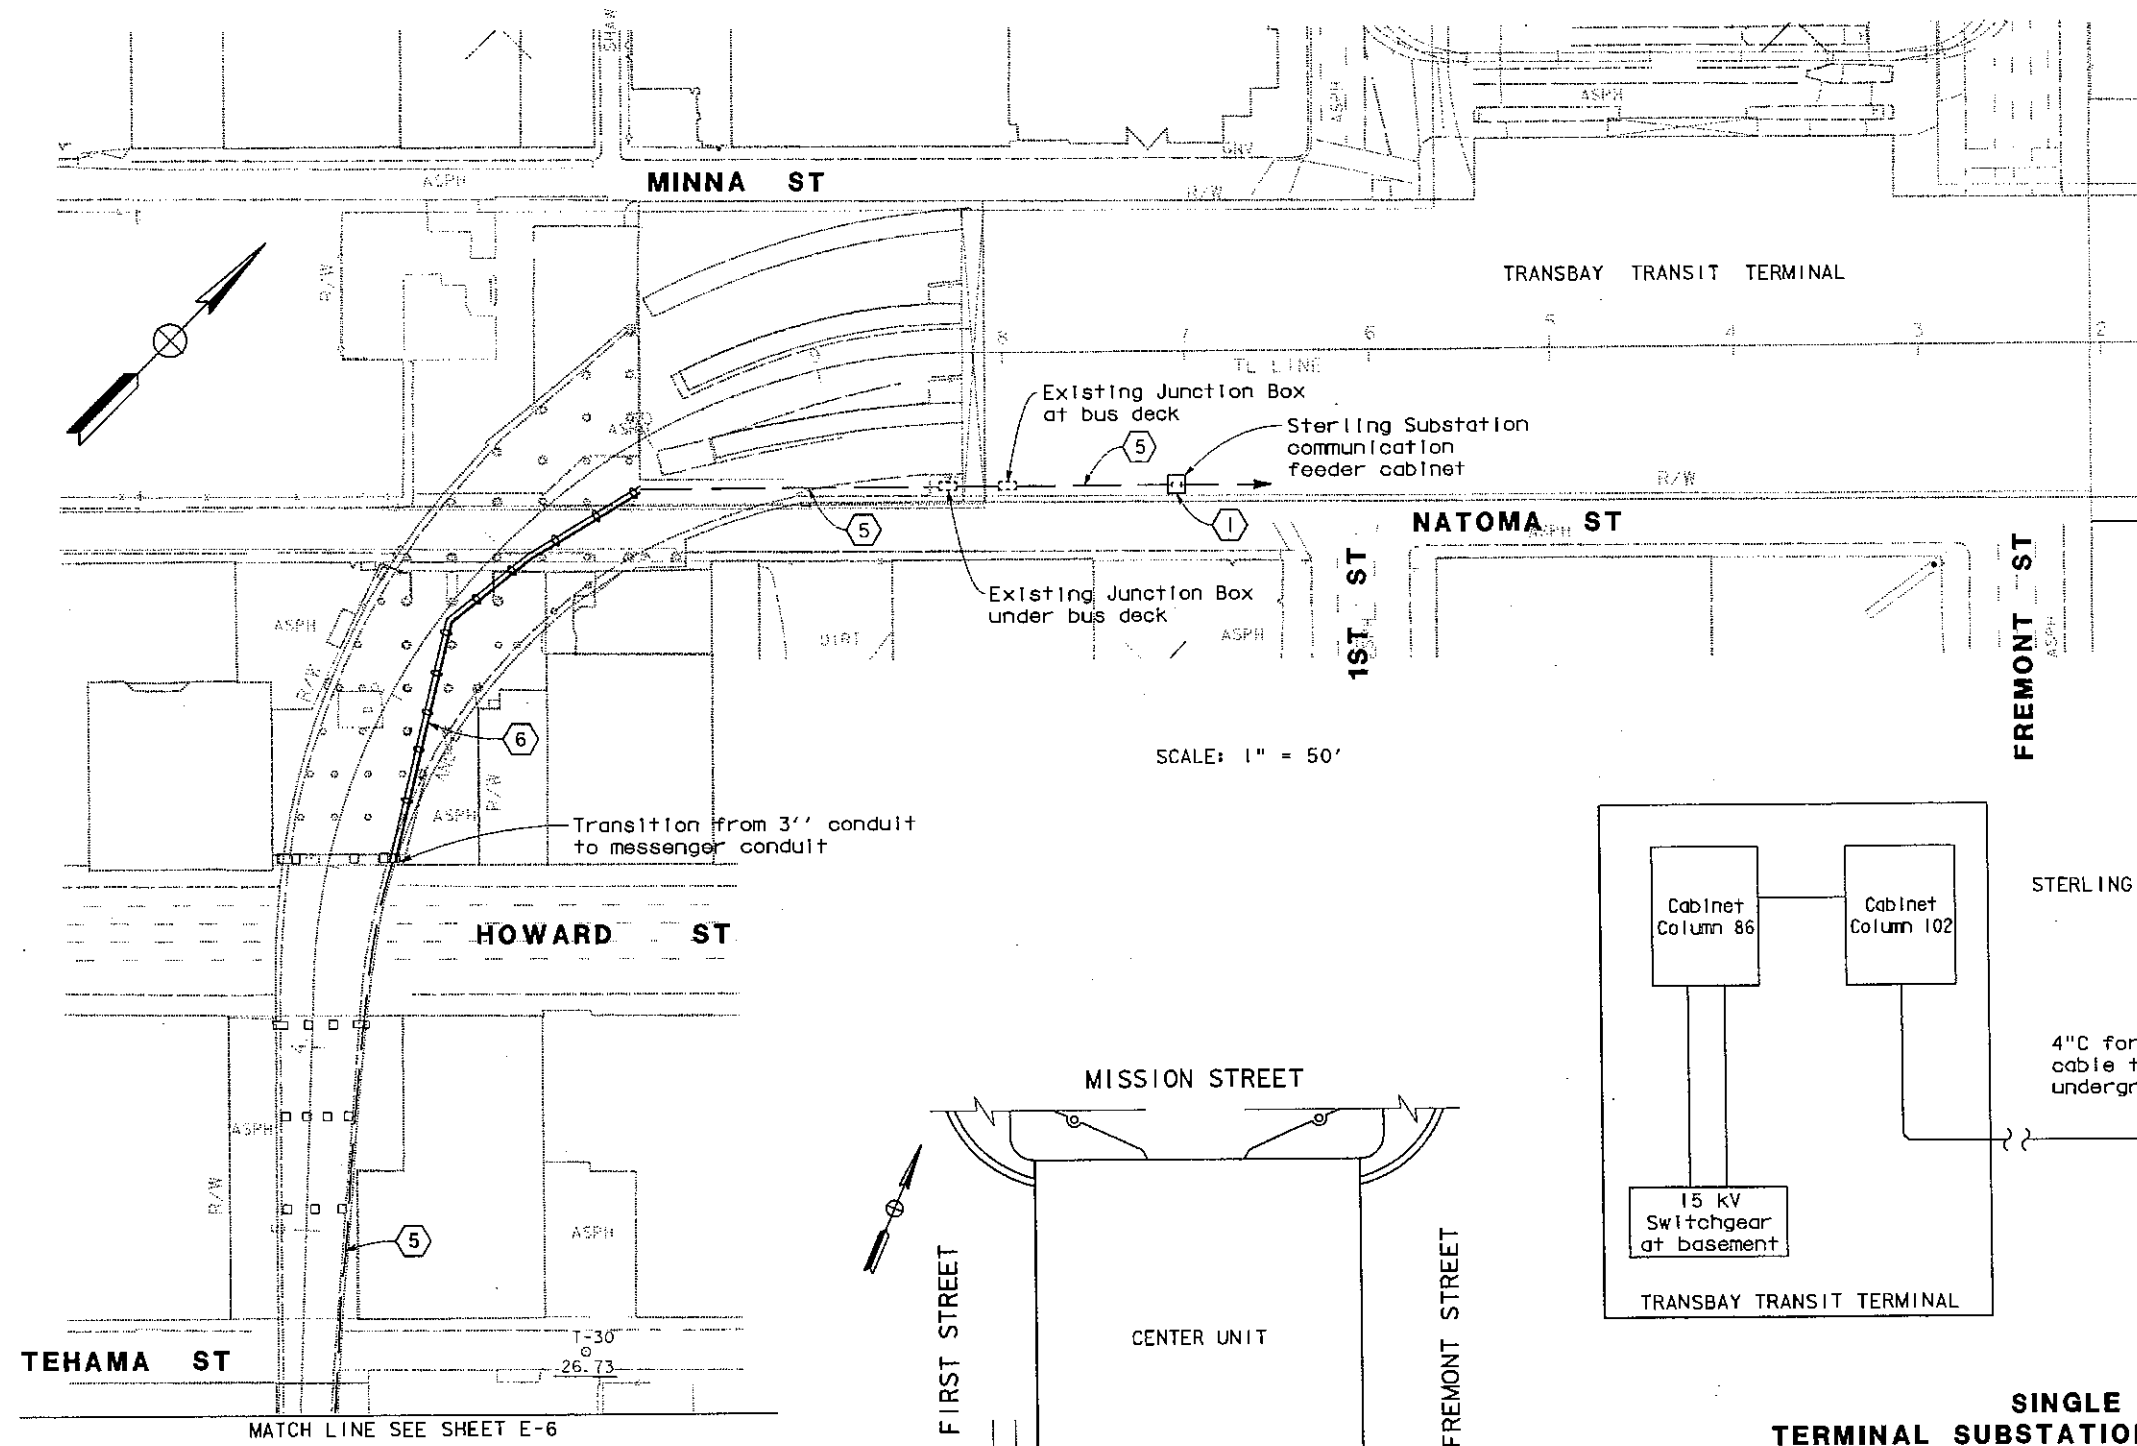 ASPH
MINNA ST
GNV
R/W
ASPH
R/W
TRANSBAY TRANSIT TERMINAL
8
7
6
5
4
3
2
TL LINE
Existing Junction Box
at bus deck
5
Sterling Substation
communication
feeder cabinet
R/W
5
1
NATOMA ST
ASPH
Existing Junction Box
under bus deck
ASPH
R/W
DIRT
ASPH
1ST ST
FREMONT ST
ASPH
6
SCALE: 1" = 50'
R/W
ASPH
Transition from 3'' conduit
to messenger conduit
HOWARD ST
ASPH
R/W
5
ASPH
T-30
26.73
TEHAMA ST
MATCH LINE SEE SHEET E-6
MISSION STREET
FIRST STREET
CENTER UNIT
FREMONT STREET
Cabinet
Column 86
Cabinet
Column 102
15 kV
Switchgear
at basement
TRANSBAY TRANSIT TERMINAL
STERLING
4"C for
cable
SINGLE
TERMINAL